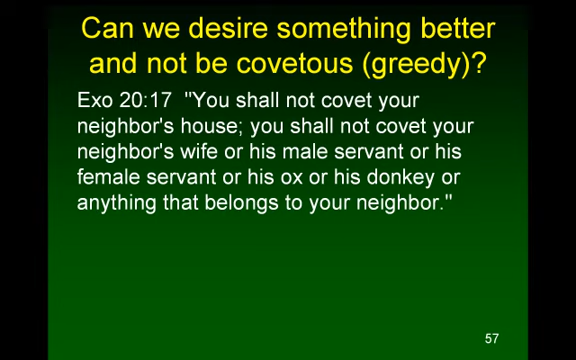 Can we desire something better
and not be covetous (greedy)?
Exo 20:17 "You shall not covet your
neighbor's house; you shall not covet your
neighbor's wife or his male servant or his
female servant or his ox or his donkey or
anything that belongs to your neighbor."
57